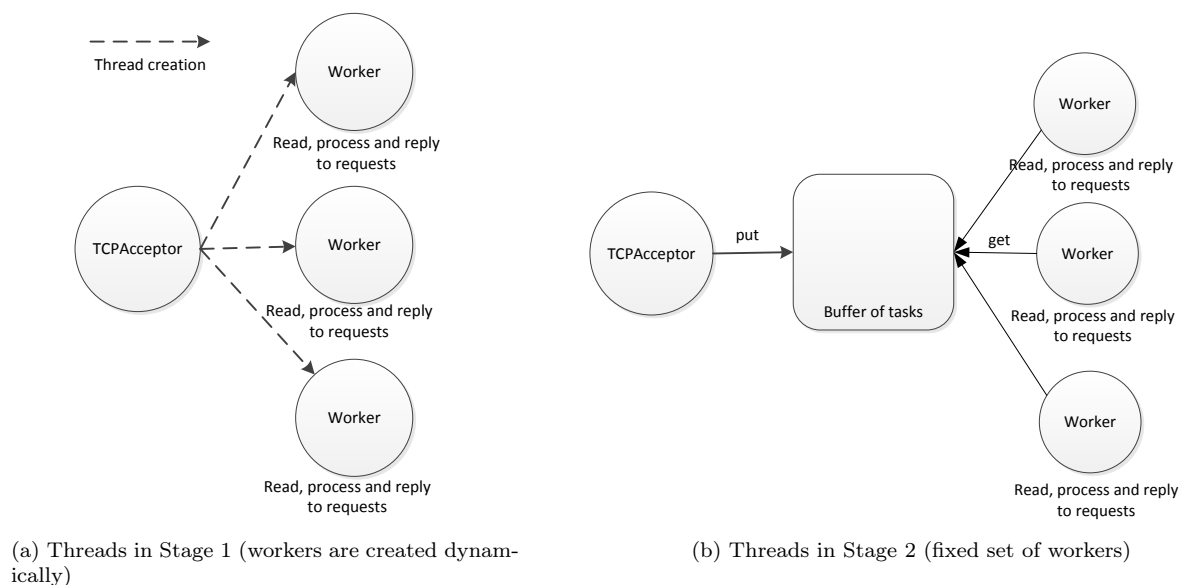 Thread creation
Worker
Read, process and reply
to requests
TCPAcceptor
Worker
Read, process and reply
to requests
Worker
Read, process and reply
to requests
(a) Threads in Stage 1 (workers are created dynam-
ically)
Worker
Read, process and reply
to requests
TCPAcceptor
put
Buffer of tasks
get
Worker
Read, process and reply
to requests
Worker
Read, process and reply
to requests
(b) Threads in Stage 2 (fixed set of workers)